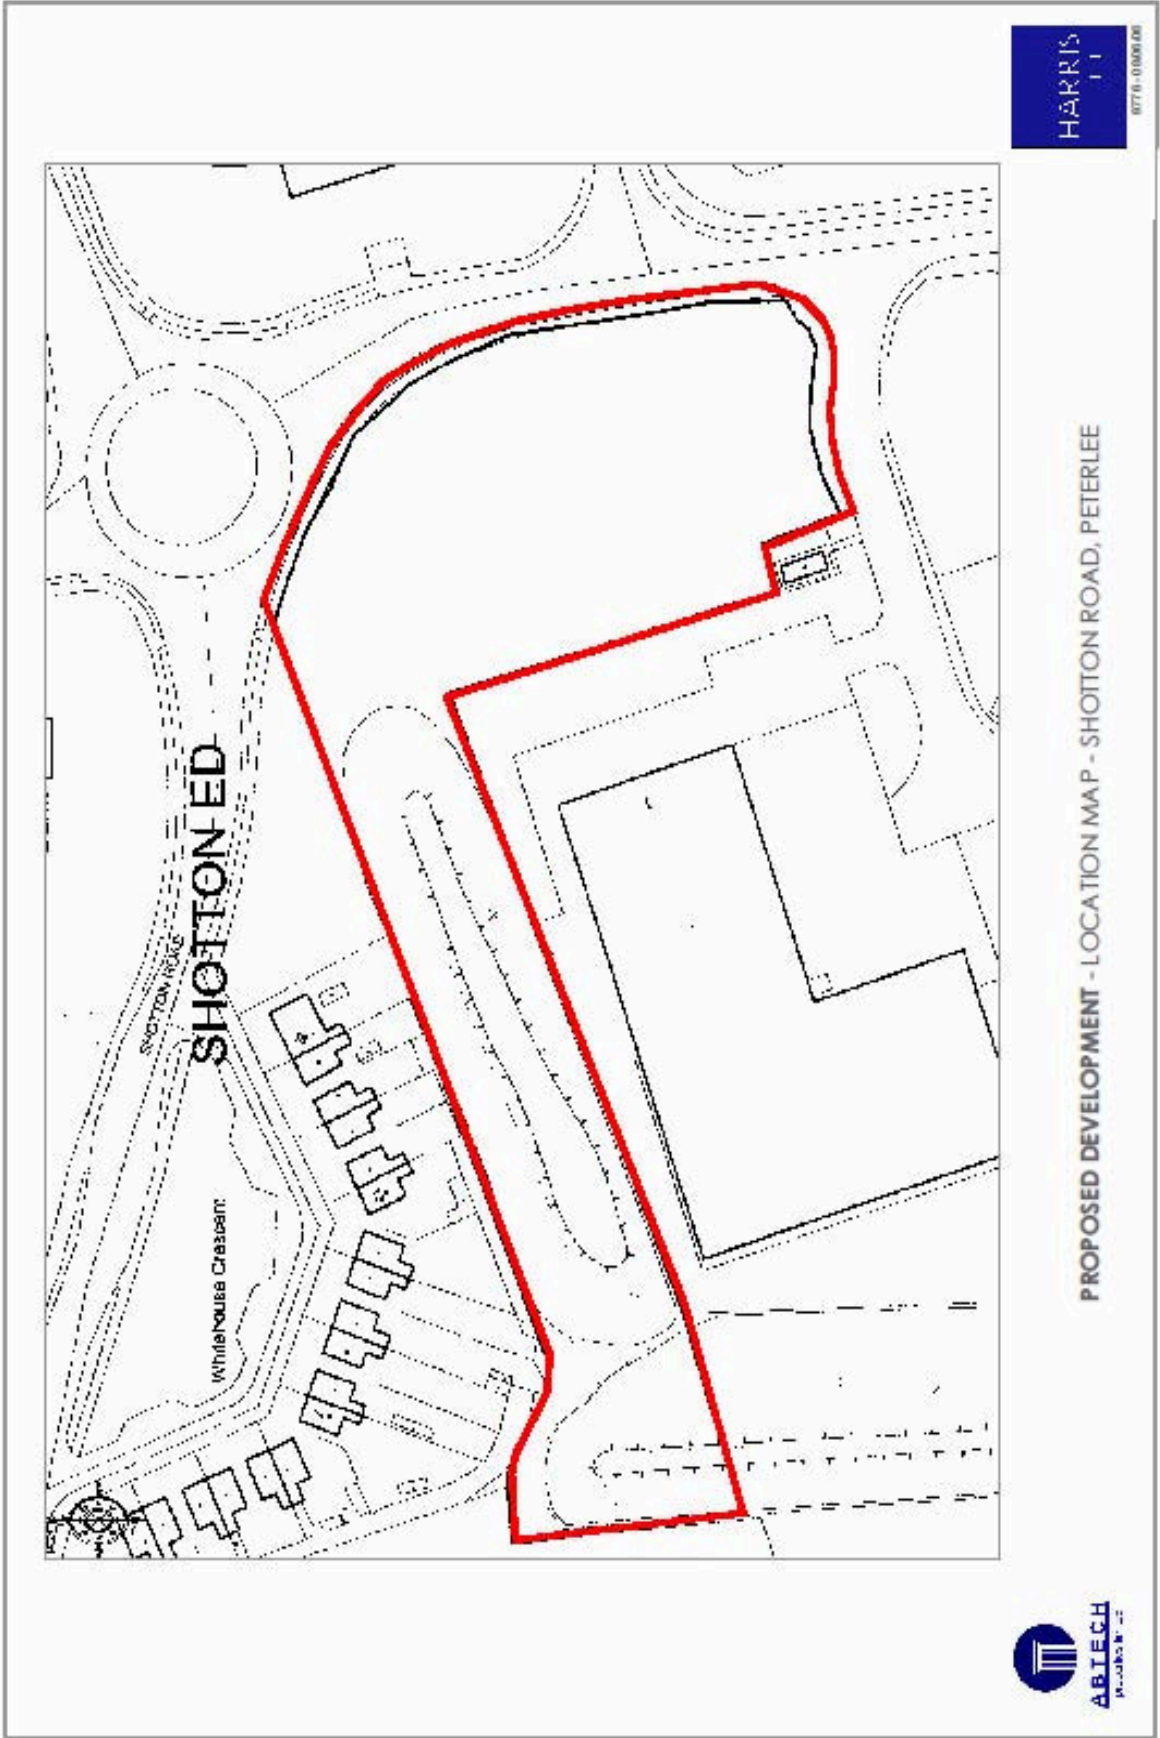 SHOTTON ED
SHOTTON ROAD
Whitehouse Crescent
PROPOSED DEVELOPMENT - LOCATION MAP - SHOTTON ROAD, PETERLEE
ABTECH
HARRIS